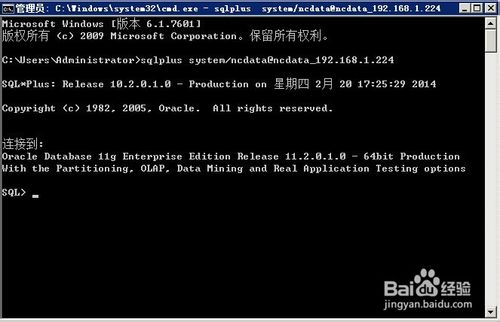 管理员: C:\Windows\system32\cmd.exe - sqlplus  system/ncdata@ncdata_192.168.1.224
Microsoft Windows [版本 6.1.7601]
版权所有 (c) 2009 Microsoft Corporation。保留所有权利。
C:\Users\Administrator>sqlplus system/ncdata@ncdata_192.168.1.224
SQL*Plus: Release 10.2.0.1.0 - Production on 星期四 2月 20 17:25:29 2014
Copyright (c) 1982, 2005, Oracle.  All rights reserved.
连接到:
Oracle Database 11g Enterprise Edition Release 11.2.0.1.0 - 64bit Production
With the Partitioning, OLAP, Data Mining and Real Application Testing options
SQL> _
Baidu 经验
jingyan.baidu.com